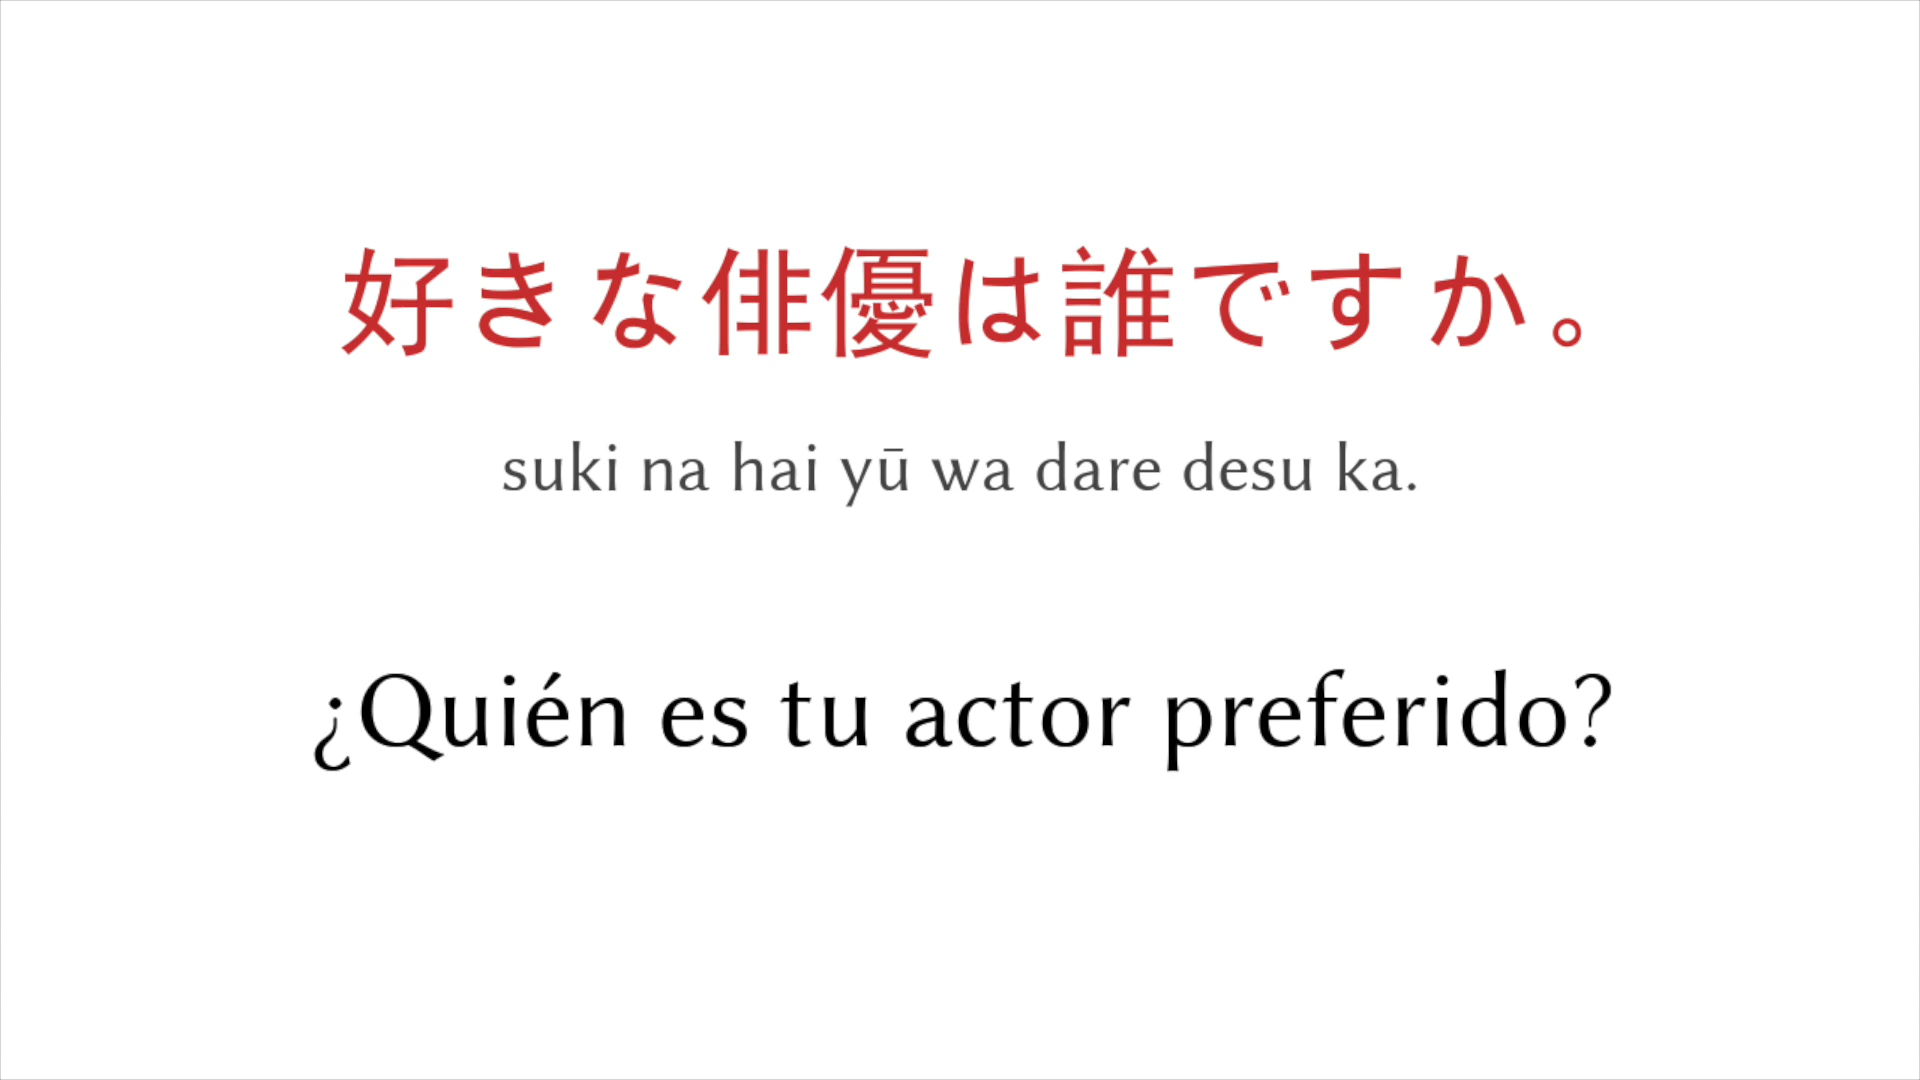 好きな俳優は誰ですか。
suki na hai yū wa dare desu ka.
¿Quién es tu actor preferido?